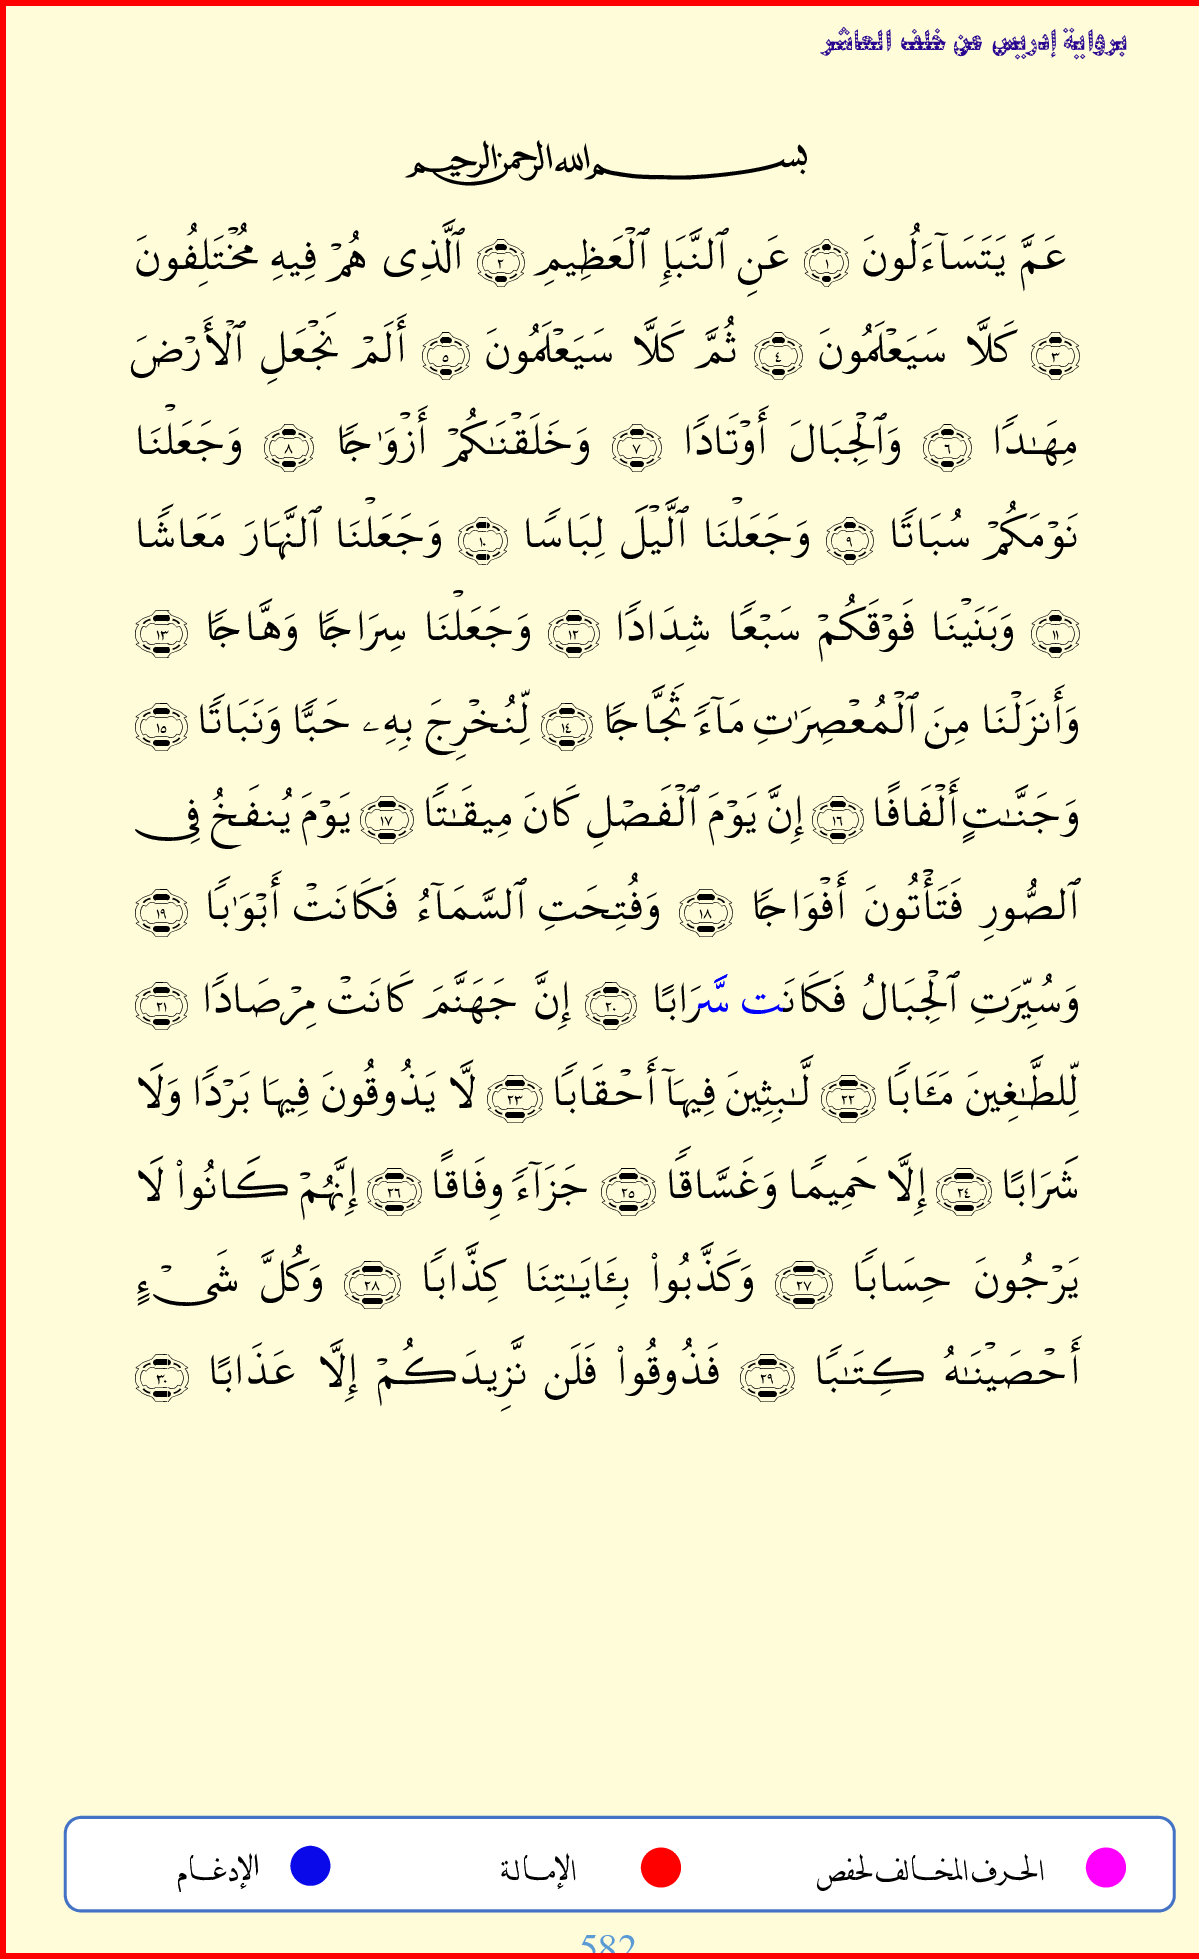 برواية إدريس عن خلف العاشر
بسم الله الرحمن الرحيم
عَمَّ يَتَسَآءَلُونَ ١ عَنِ ٱلنَّبَإِ ٱلْعَظِيمِ ٢ ٱلَّذِى هُمْ فِيهِ مُخْتَلِفُونَ
٣ كَلَّا سَيَعْلَمُونَ ٤ ثُمَّ كَلَّا سَيَعْلَمُونَ ٥ أَلَمْ نَجْعَلِ ٱلْأَرْضَ
مِهَـٰدًا ٦ وَٱلْجِبَالَ أَوْتَادًا ٧ وَخَلَقْنَـٰكُمْ أَزْوَٰجًا ٨ وَجَعَلْنَا
نَوْمَكُمْ سُبَاتًا ٩ وَجَعَلْنَا ٱلَّيْلَ لِبَاسًا ١٠ وَجَعَلْنَا ٱلنَّهَارَ مَعَاشًا
١١ وَبَنَيْنَا فَوْقَكُمْ سَبْعًا شِدَادًا ١٢ وَجَعَلْنَا سِرَاجًا وَهَّاجًا ١٣
وَأَنزَلْنَا مِنَ ٱلْمُعْصِرَٰتِ مَآءً ثَجَّاجًا ١٤ لِّنُخْرِجَ بِهِۦ حَبًّا وَنَبَاتًا ١٥
وَجَنَّـٰتٍ أَلْفَافًا ١٦ إِنَّ يَوْمَ ٱلْفَصْلِ كَانَ مِيقَـٰتًا ١٧ يَوْمَ يُنفَخُ فِى
ٱلصُّورِ فَتَأْتُونَ أَفْوَاجًا ١٨ وَفُتِحَتِ ٱلسَّمَآءُ فَكَانَتْ أَبْوَٰبًا ١٩
وَسُيِّرَتِ ٱلْجِبَالُ فَكَانَت سَّرَابًا ٢٠ إِنَّ جَهَنَّمَ كَانَتْ مِرْصَادًا ٢١
لِّلطَّـٰغِينَ مَـَٔابًا ٢٢ لَّـٰبِثِينَ فِيهَآ أَحْقَابًا ٢٣ لَّا يَذُوقُونَ فِيهَا بَرْدًا وَلَا
شَرَابًا ٢٤ إِلَّا حَمِيمًا وَغَسَّاقًا ٢٥ جَزَآءً وِفَاقًا ٢٦ إِنَّهُمْ كَانُوا۟ لَا
يَرْجُونَ حِسَابًا ٢٧ وَكَذَّبُوا۟ بِـَٔايَـٰتِنَا كِذَّابًا ٢٨ وَكُلَّ شَىْءٍ
أَحْصَيْنَـٰهُ كِتَـٰبًا ٢٩ فَذُوقُوا۟ فَلَن نَّزِيدَكُمْ إِلَّا عَذَابًا ٣٠
الحرف المخالف لحفص الإمالة الإدغام
582